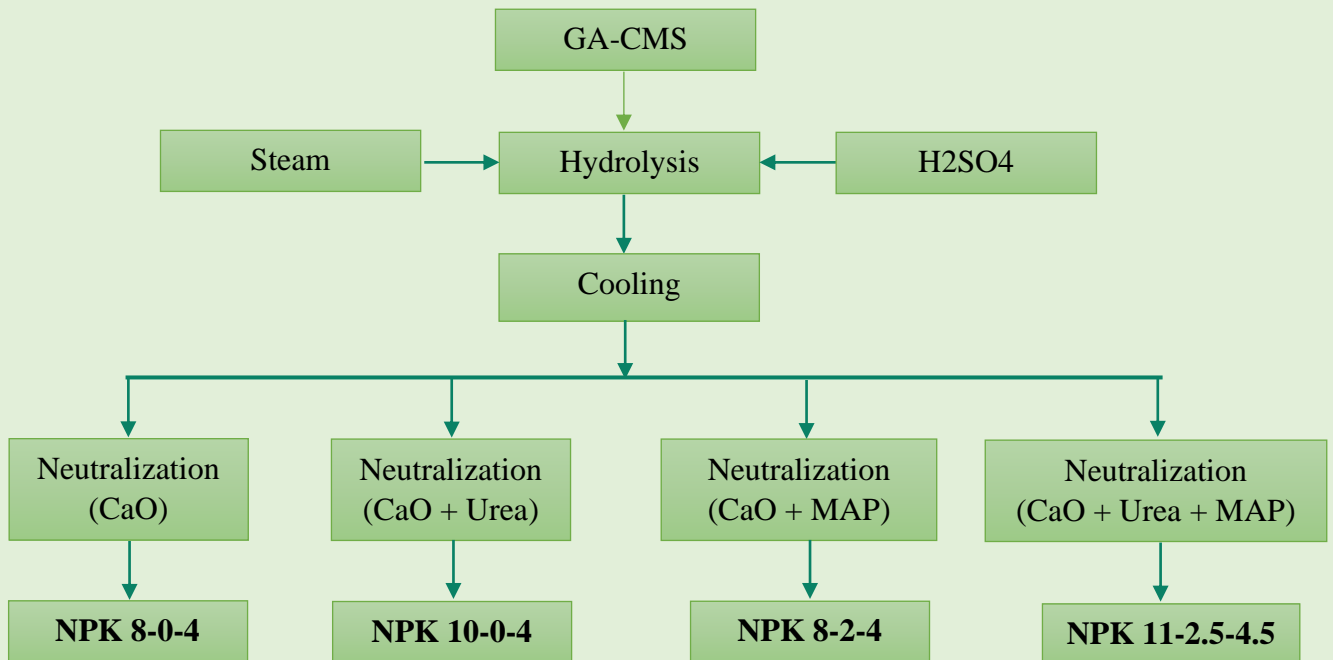 GA-CMS
Steam
Hydrolysis
H2SO4
Cooling
Neutralization
(CaO)
Neutralization
(CaO + Urea)
Neutralization
(CaO + MAP)
Neutralization
(CaO + Urea + MAP)
NPK 8-0-4
NPK 10-0-4
NPK 8-2-4
NPK 11-2.5-4.5